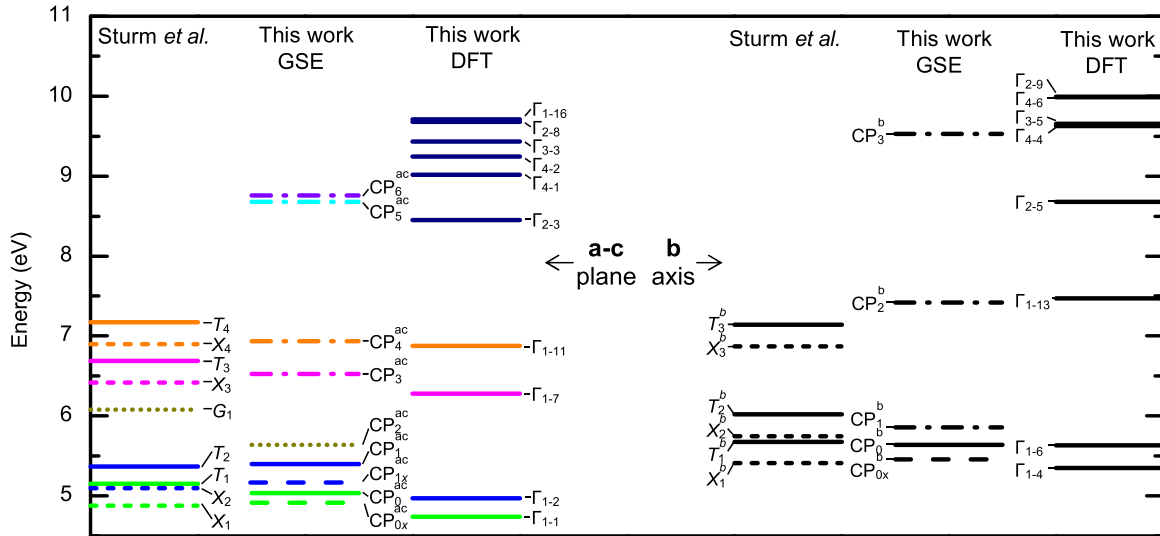 11
10
9
8
7
6
5
Energy (eV)
Sturm et al.
This work
GSE
This work
DFT
T₄
X₄
T₃
X₃
G₁
T₂
T₁
X₂
X₁
CP₆ᵃᶜ
CP₅ᵃᶜ
CP₄ᵃᶜ
CP₃ᵃᶜ
CP₂ᵃᶜ
CP₁ᵃᶜ
CP₁ₓᵃᶜ
CP₀ᵃᶜ
CP₀ₓᵃᶜ
Γ₁₋₁₆
Γ₂₋₈
Γ₃₋₃
Γ₄₋₂
Γ₄₋₁
Γ₂₋₃
Γ₁₋₁₁
Γ₁₋₇
Γ₁₋₂
Γ₁₋₁
← a-c b →
plane axis
Sturm et al.
This work
GSE
This work
DFT
T₃ᵇ
X₃ᵇ
T₂ᵇ
X₂ᵇ
T₁ᵇ
X₁ᵇ
CP₃ᵇ
CP₂ᵇ
CP₁ᵇ
CP₀ᵇ
CP₀ₓᵇ
Γ₂₋₉
Γ₄₋₆
Γ₃₋₅
Γ₄₋₄
Γ₂₋₅
Γ₁₋₁₃
Γ₁₋₆
Γ₁₋₄